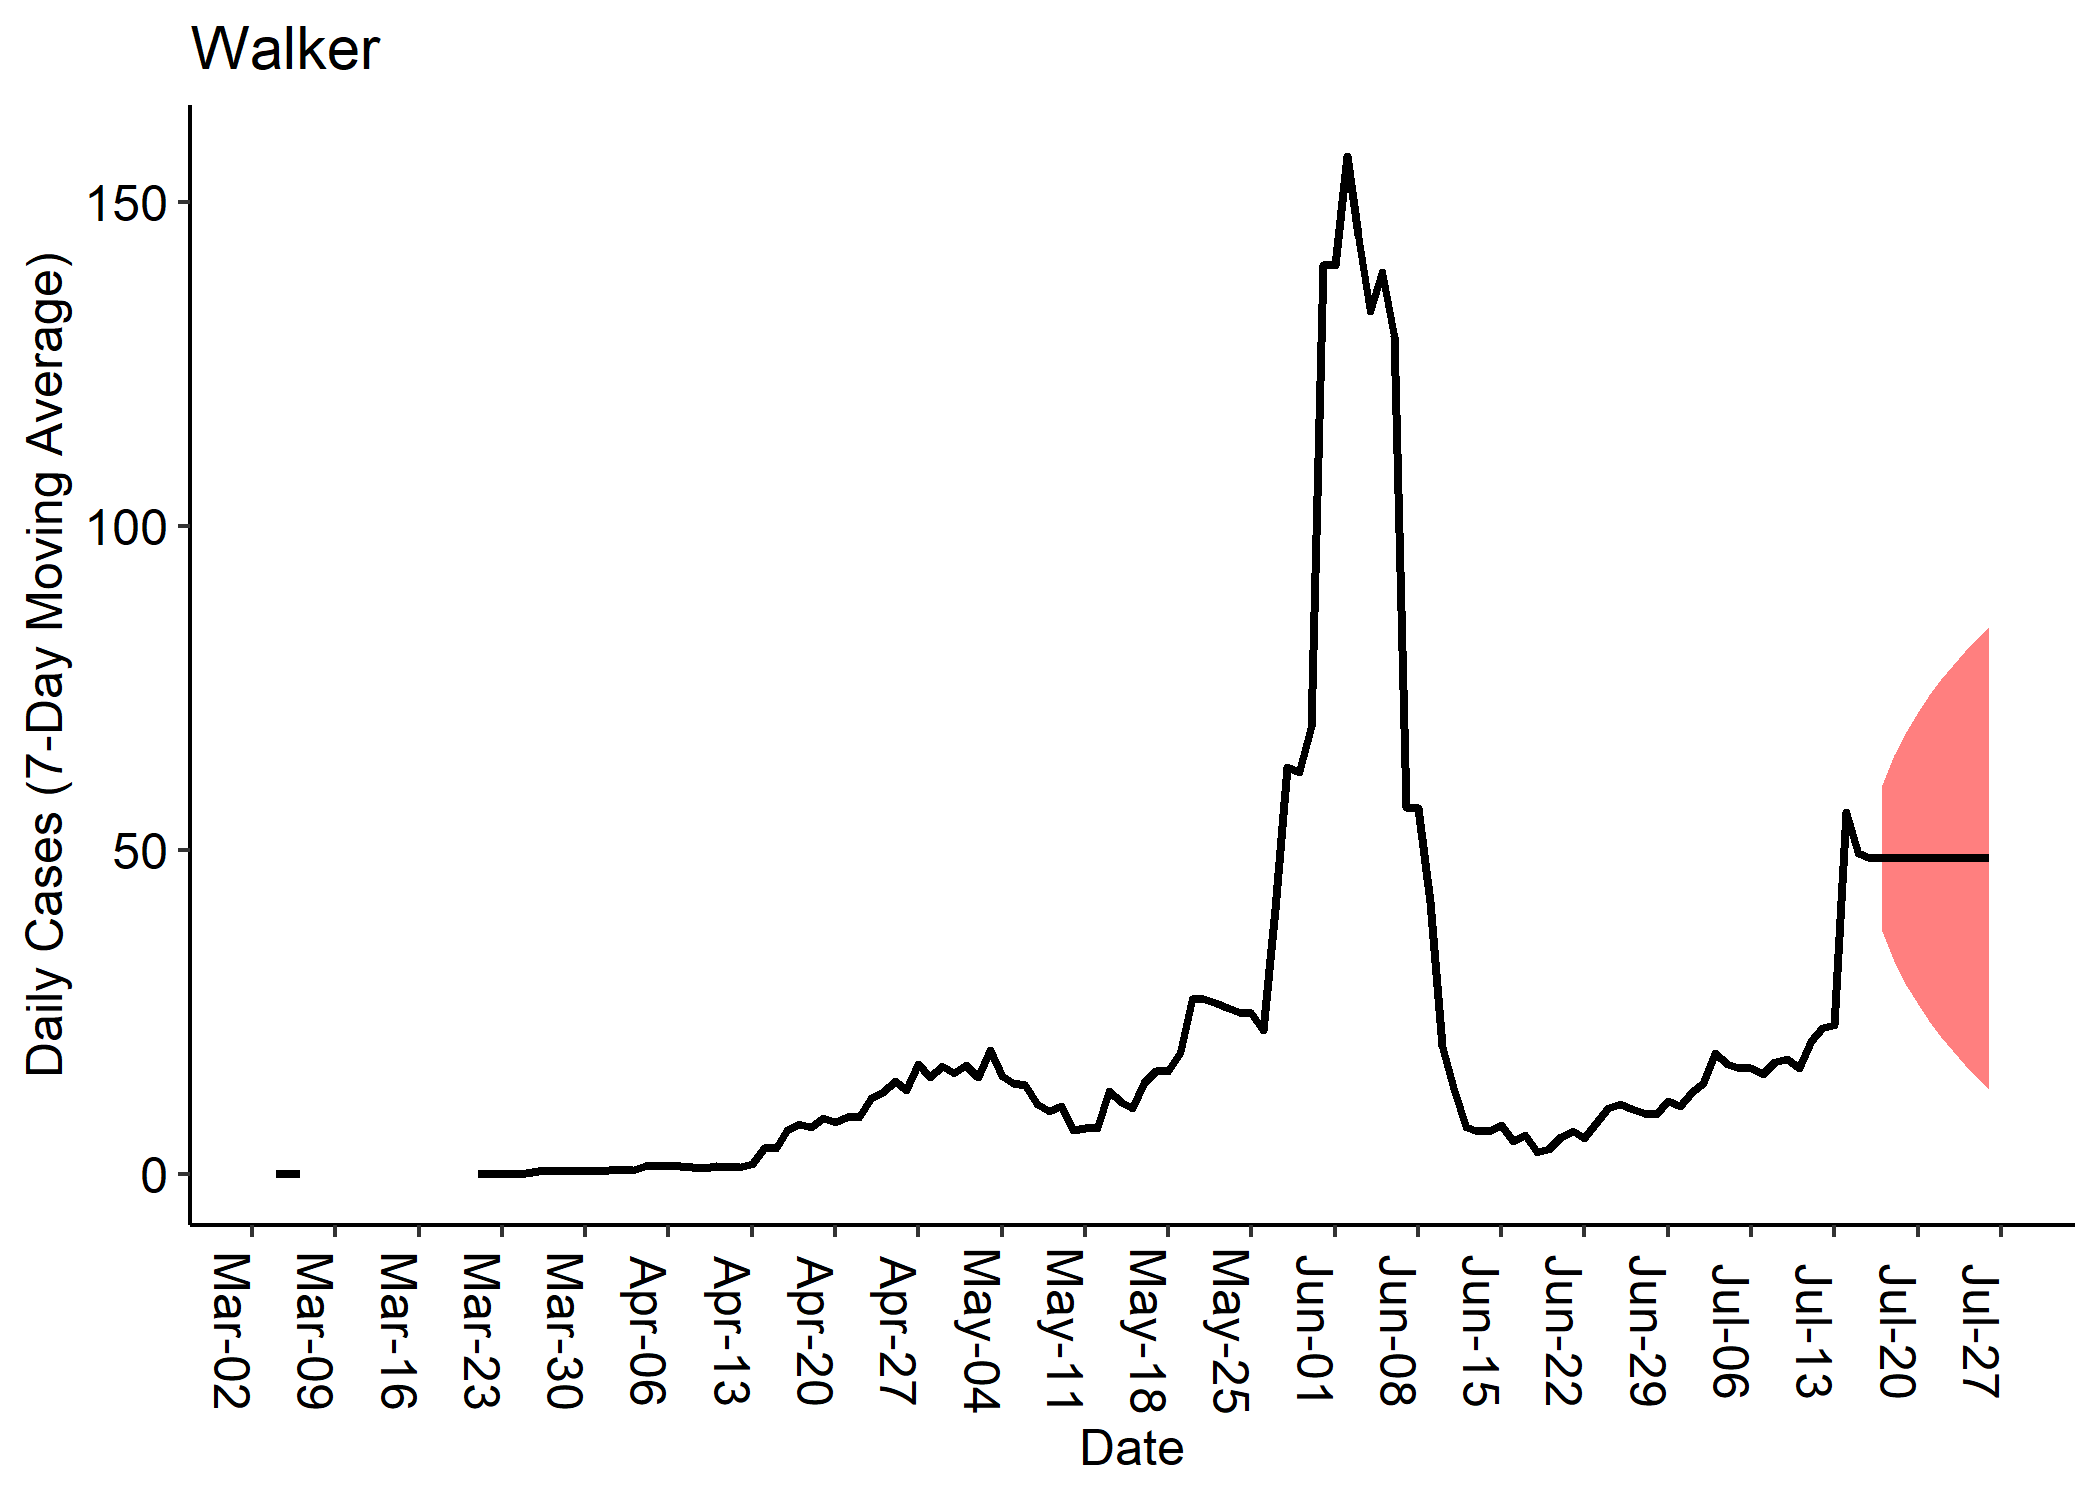 Walker
Daily Cases (7-Day Moving Average)
150
100
50
0
Mar-02
Mar-09
Mar-16
Mar-23
Mar-30
Apr-06
Apr-13
Apr-20
Apr-27
May-04
May-11
May-18
May-25
Jun-01
Jun-08
Jun-15
Jun-22
Jun-29
Jul-06
Jul-13
Jul-20
Jul-27
Date